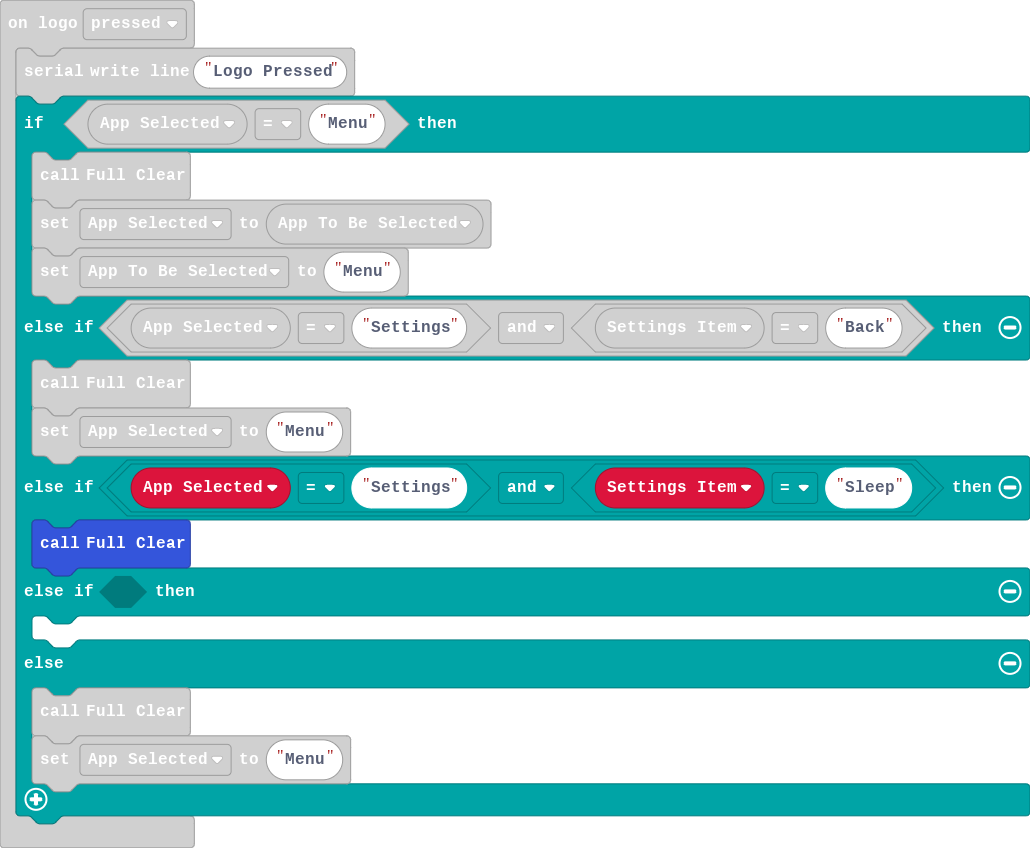 on logo pressed
serial write line "Logo Pressed"
if App Selected = "Menu" then
call Full Clear
set App Selected to App To Be Selected
set App To Be Selected to "Menu"
else if App Selected = "Settings" and Settings Item = "Back" then
call Full Clear
set App Selected to "Menu"
else if App Selected = "Settings" and Settings Item = "Sleep" then
call Full Clear
else if then
else
call Full Clear
set App Selected to "Menu"